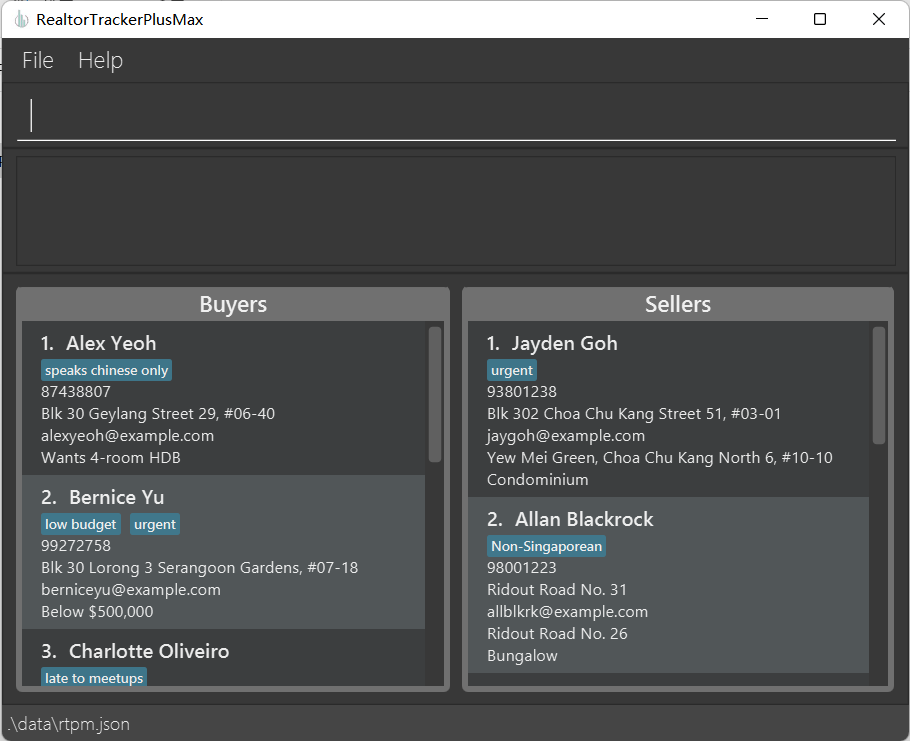 RealtorTrackerPlusMax
File Help
Buyers
1. Alex Yeoh
speaks chinese only
87438807
Blk 30 Geylang Street 29, #06-40
alexyeoh@example.com
Wants 4-room HDB
2. Bernice Yu
low budget urgent
99272758
Blk 30 Lorong 3 Serangoon Gardens, #07-18
berniceyu@example.com
Below $500,000
3. Charlotte Oliveiro
late to meetups
Sellers
1. Jayden Goh
urgent
93801238
Blk 302 Choa Chu Kang Street 51, #03-01
jaygoh@example.com
Yew Mei Green, Choa Chu Kang North 6, #10-10
Condominium
2. Allan Blackrock
Non-Singaporean
98001223
Ridout Road No. 31
allblkrk@example.com
Ridout Road No. 26
Bungalow
.\data\rtpm.json